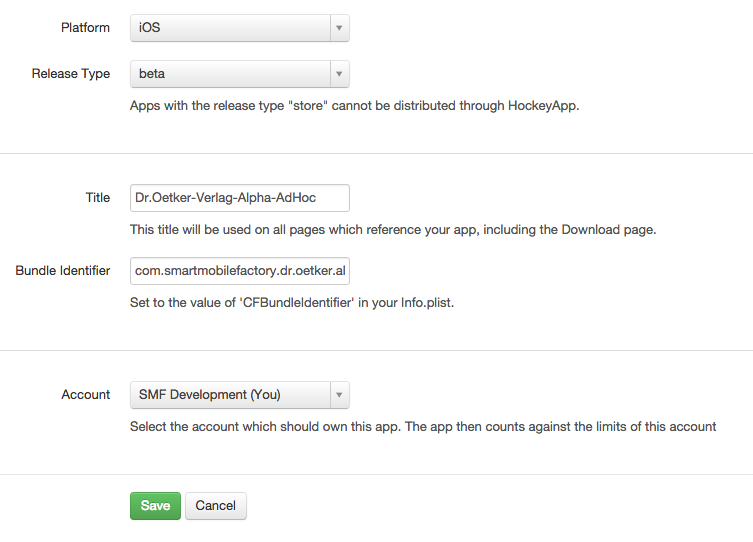 Platform iOS
Release Type beta
Apps with the release type "store" cannot be distributed through HockeyApp.
Title Dr.Oetker-Verlag-Alpha-AdHoc
This title will be used on all pages which reference your app, including the Download page.
Bundle Identifier com.smartmobilefactory.dr.oetker.al
Set to the value of 'CFBundleIdentifier' in your Info.plist.
Account SMF Development (You)
Select the account which should own this app. The app then counts against the limits of this account
Save Cancel